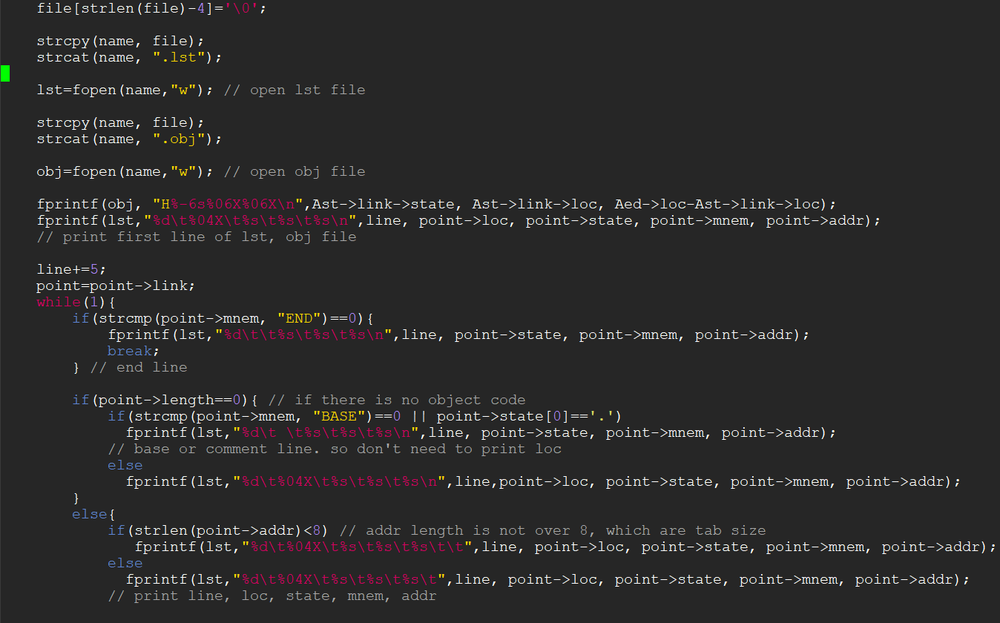 file[strlen(file)-4]='\0';
strcpy(name, file);
strcat(name, ".lst");
lst=fopen(name,"w"); // open lst file
strcpy(name, file);
strcat(name, ".obj");
obj=fopen(name,"w"); // open obj file
fprintf(obj, "H%-6s%06X%06X\n",Ast->link->state, Ast->link->loc, Aed->loc-Ast->link->loc);
fprintf(lst,"%d\t%04X\t%s\t%s\t%s\n",line, point->loc, point->state, point->mnem, point->addr);
// print first line of lst, obj file
line+=5;
point=point->link;
while(1){
if(strcmp(point->mnem, "END")==0){
fprintf(lst,"%d\t\t%s\t%s\t%s\n",line, point->state, point->mnem, point->addr);
break;
} // end line
if(point->length==0){ // if there is no object code
if(strcmp(point->mnem, "BASE")==0 || point->state[0]=='.')
fprintf(lst,"%d\t \t%s\t%s\t%s\n",line, point->state, point->mnem, point->addr);
// base or comment line. so don't need to print loc
else
fprintf(lst,"%d\t%04X\t%s\t%s\t%s\n",line,point->loc, point->state, point->mnem, point->addr);
}
else{
if(strlen(point->addr)<8) // addr length is not over 8, which are tab size
fprintf(lst,"%d\t%04X\t%s\t%s\t%s\t\t",line, point->loc, point->state, point->mnem, point->addr);
else
fprintf(lst,"%d\t%04X\t%s\t%s\t%s\t",line, point->loc, point->state, point->mnem, point->addr);
// print line, loc, state, mnem, addr